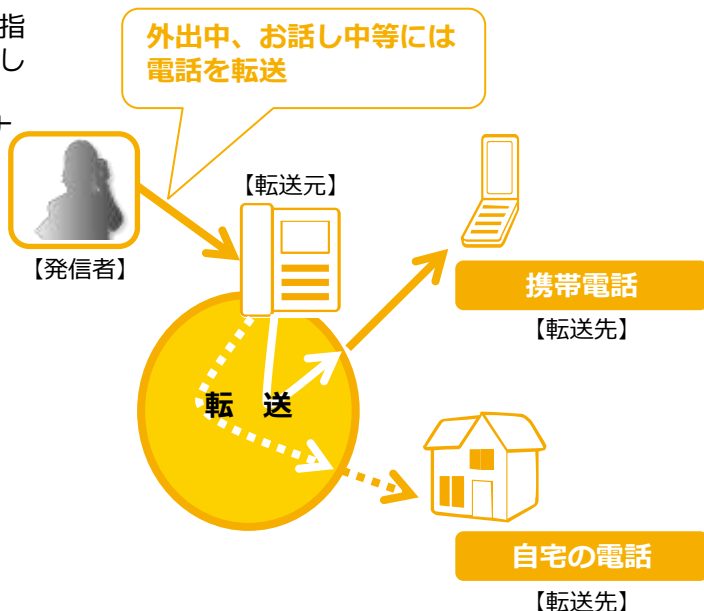 指
し
外出中、お話し中等には
電話を転送
【転送元】
【発信者】
携帯電話
【転送先】
転 送
自宅の電話
【転送先】